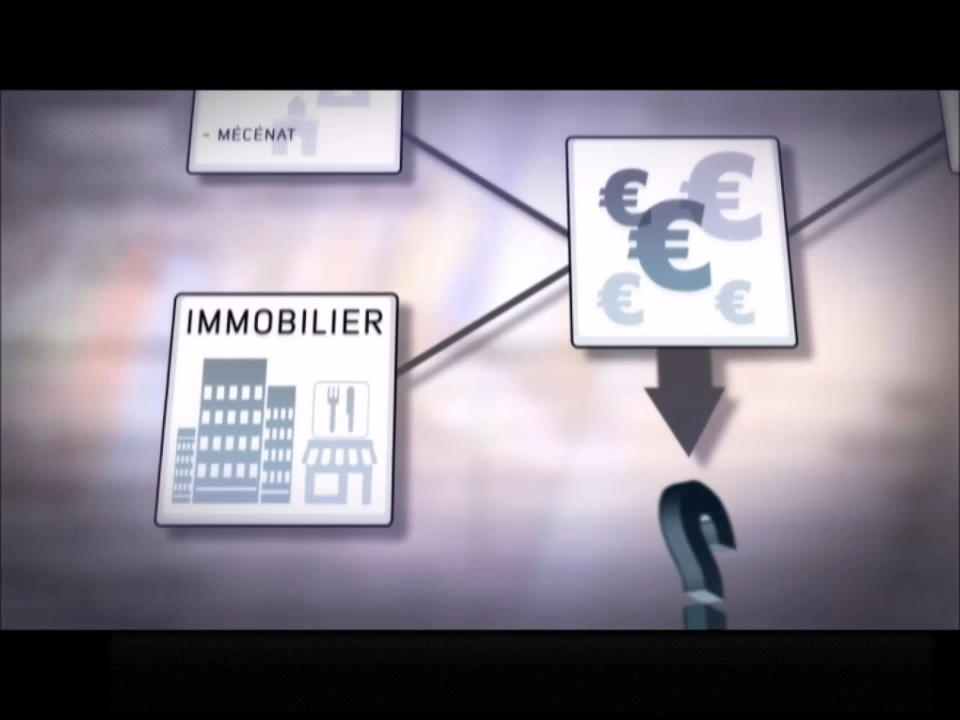 - MÉCÉNAT
IMMOBILIER
€ €
€
€ €
?